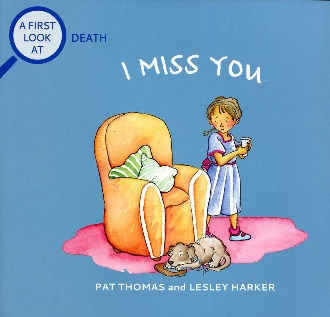 A FIRST
LOOK
AT
DEATH
I MISS YOU
PAT THOMAS and LESLEY HARKER